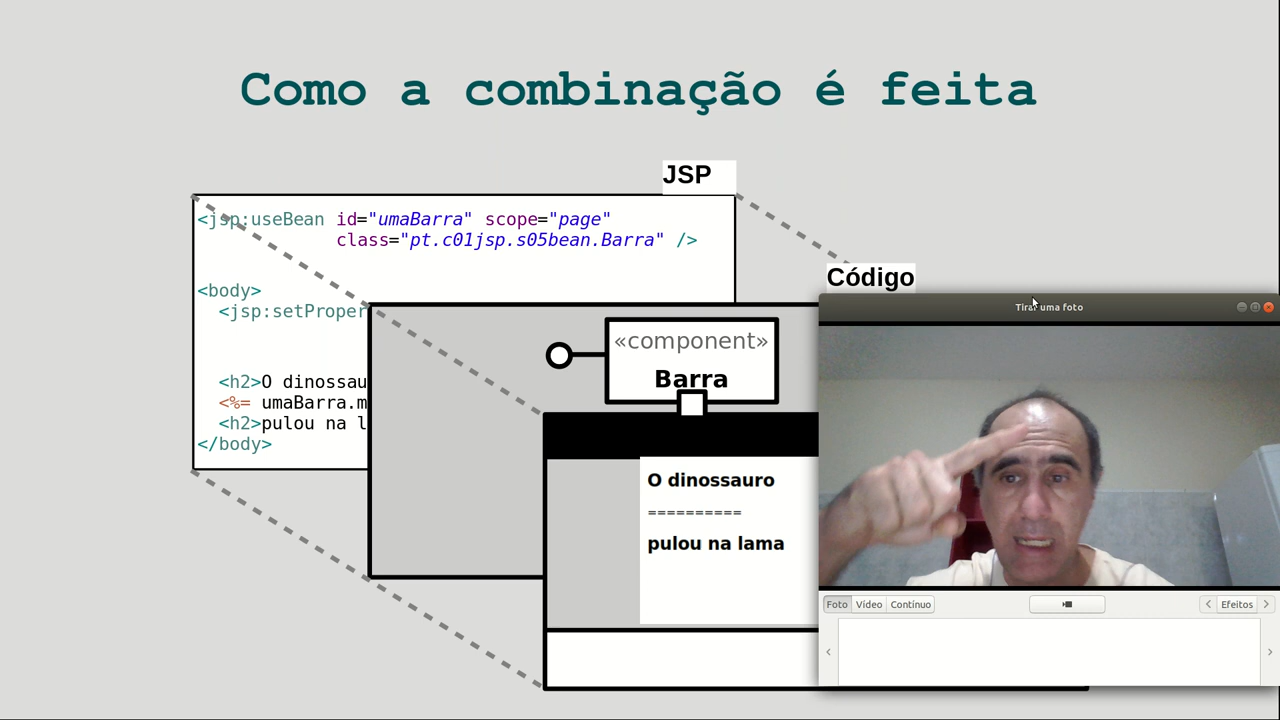 Como a combinação é feita
JSP
<jsp:useBean id="umaBarra" scope="page"
class="pt.c01jsp.s05bean.Barra" />
<body>
<jsp:setProper
<h2>O dinossau
<%= umaBarra.m
<h2>pulou na l
</body>
Código
«component»
Barra
O dinossauro
==========
pulou na lama
Tirar uma foto
Foto Vídeo Contínuo
Efeitos